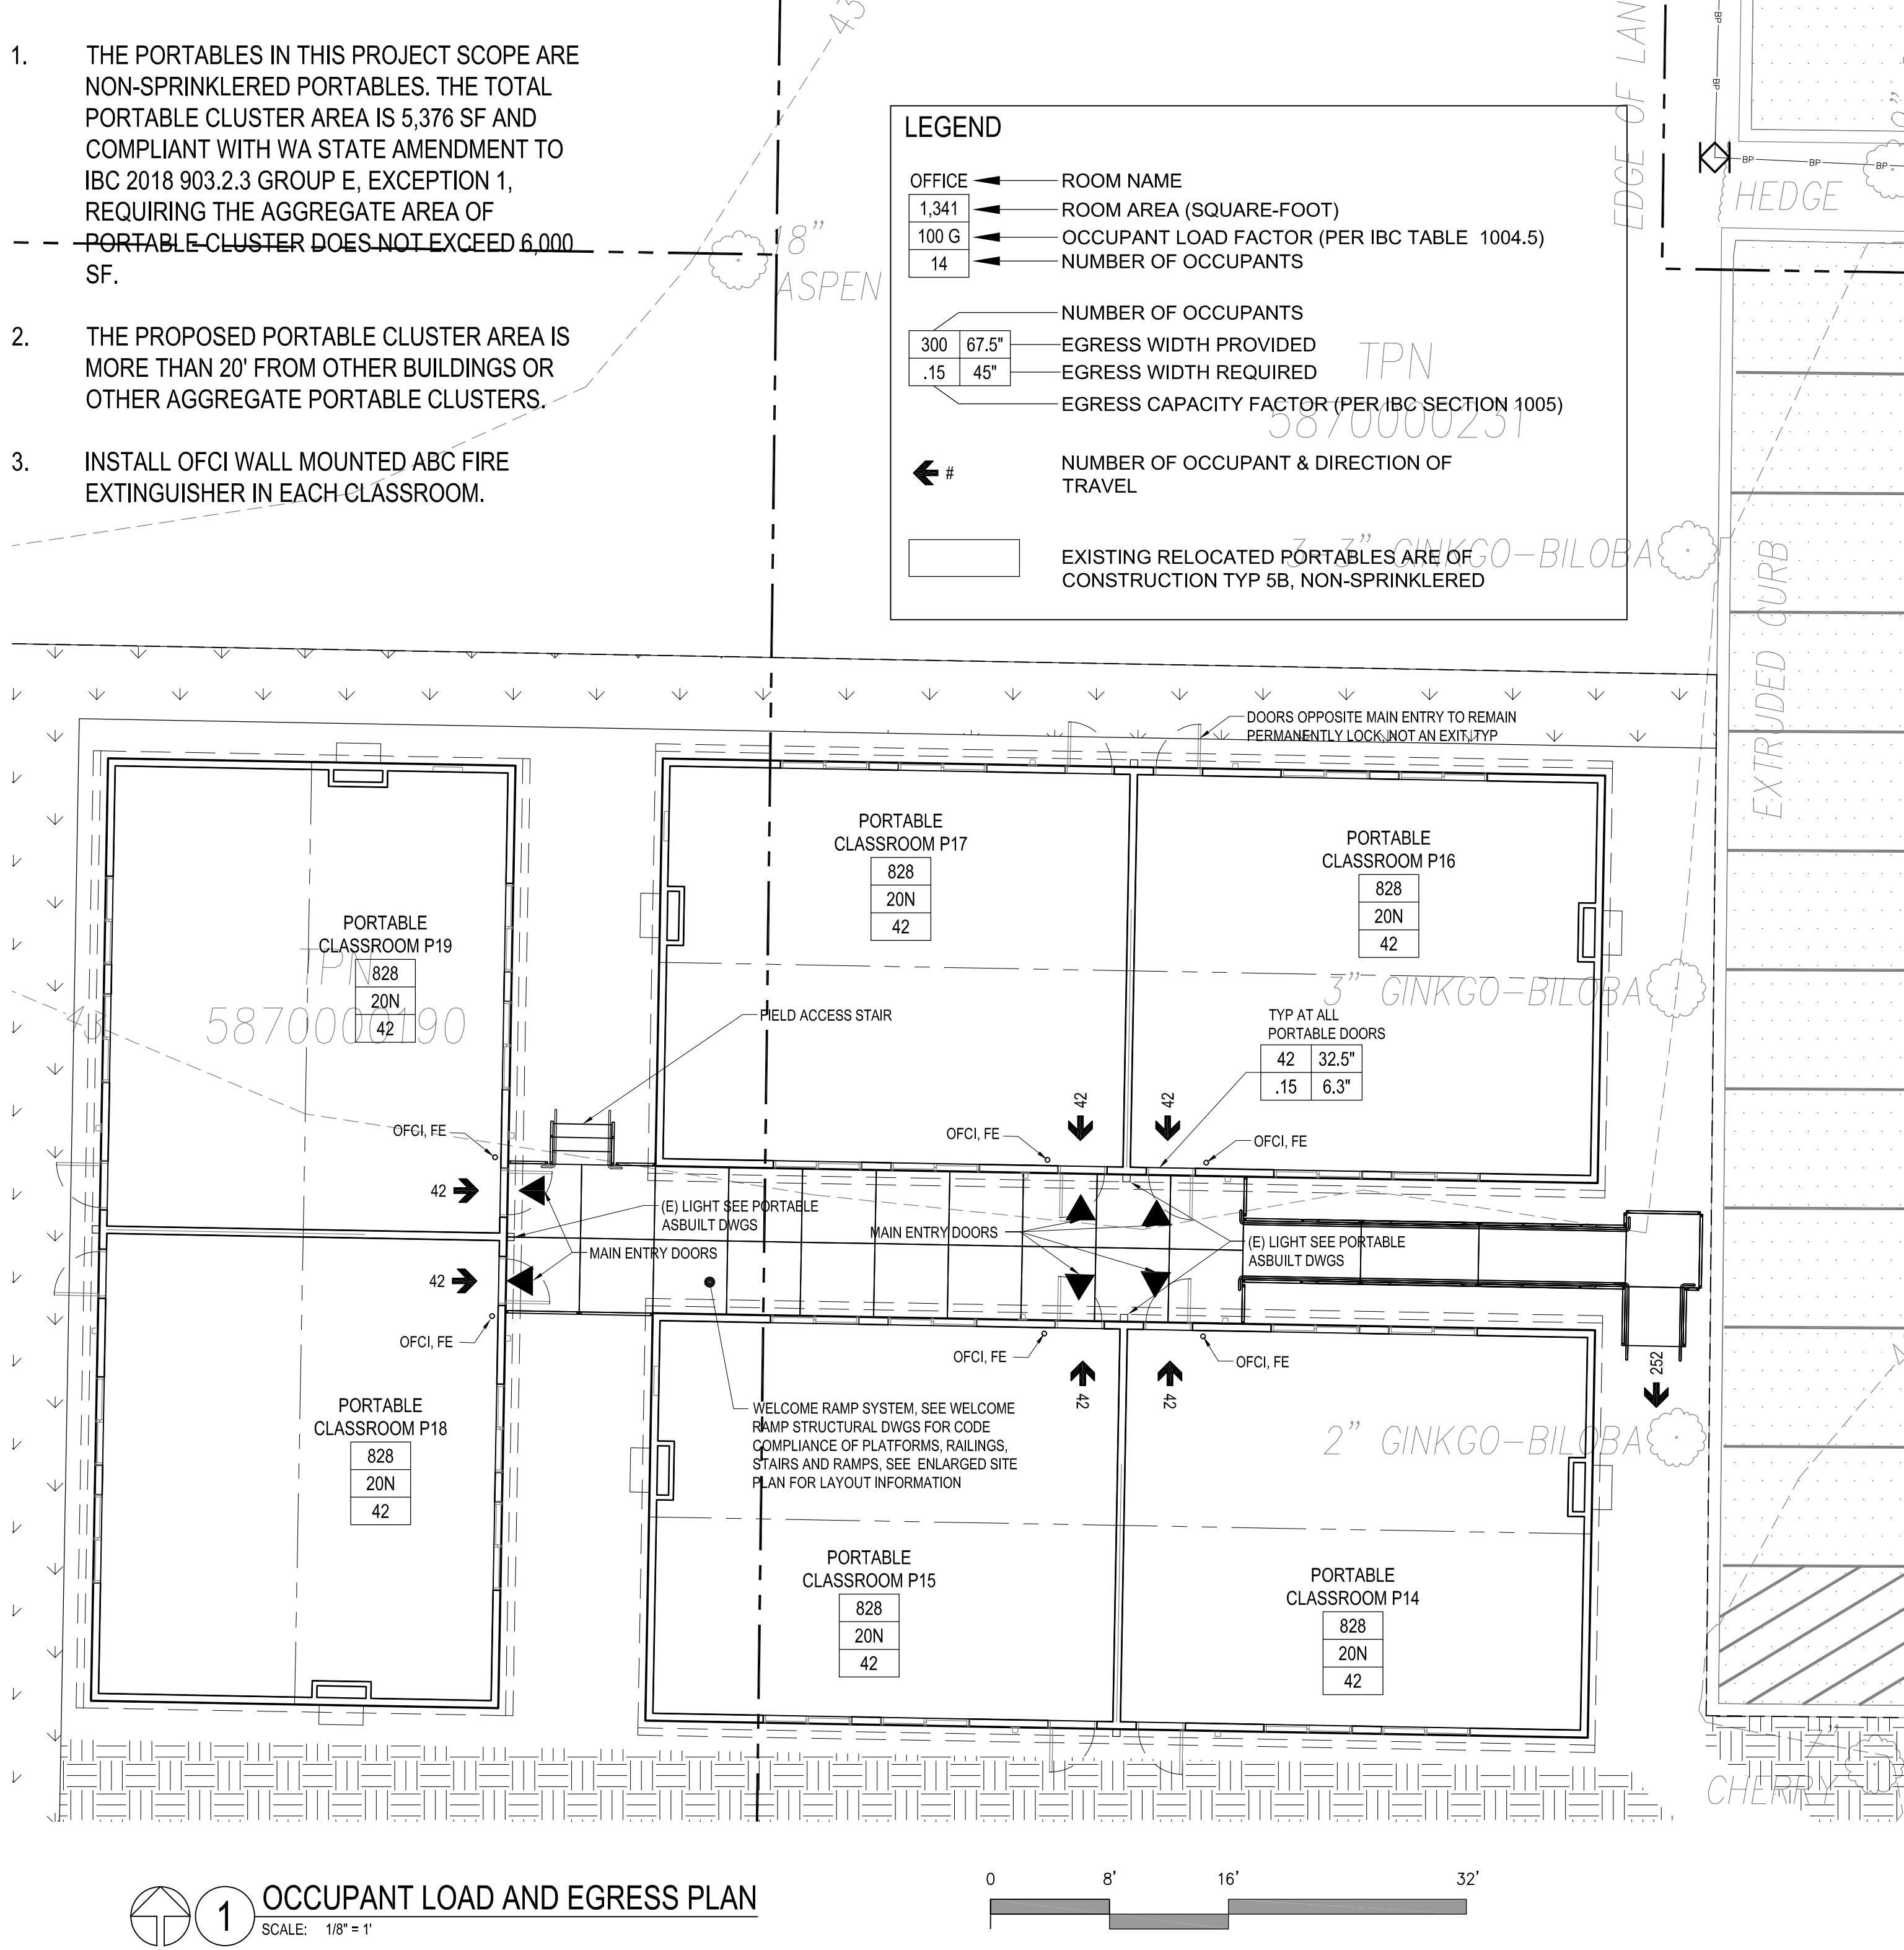 1. THE PORTABLES IN THIS PROJECT SCOPE ARE
NON-SPRINKLERED PORTABLES. THE TOTAL
PORTABLE CLUSTER AREA IS 5,376 SF AND
COMPLIANT WITH WA STATE AMENDMENT TO
IBC 2018 903.2.3 GROUP E, EXCEPTION 1,
REQUIRING THE AGGREGATE AREA OF
PORTABLE CLUSTER DOES NOT EXCEED 6,000
SF.
2. THE PROPOSED PORTABLE CLUSTER AREA IS
MORE THAN 20' FROM OTHER BUILDINGS OR
OTHER AGGREGATE PORTABLE CLUSTERS.
3. INSTALL OFCI WALL MOUNTED ABC FIRE
EXTINGUISHER IN EACH CLASSROOM.
43
18"
ASPEN
LEGEND
OFFICE ROOM NAME
1,341 ROOM AREA (SQUARE-FOOT)
100 G OCCUPANT LOAD FACTOR (PER IBC TABLE 1004.5)
14 NUMBER OF OCCUPANTS
NUMBER OF OCCUPANTS
300 67.5" EGRESS WIDTH PROVIDED
.15 45" EGRESS WIDTH REQUIRED
EGRESS CAPACITY FACTOR (PER IBC SECTION 1005)
# NUMBER OF OCCUPANT & DIRECTION OF
TRAVEL
EXISTING RELOCATED PORTABLES ARE OF
CONSTRUCTION TYP 5B, NON-SPRINKLERED
TPN
5870000231
3-3" GINKGO-BILOBA
EDGE OF LAN
BP
BP
BP
BP
BP
HEDGE
EXTRUDED CURB
DOORS OPPOSITE MAIN ENTRY TO REMAIN
PERMANENTLY LOCK, NOT AN EXIT,TYP
PORTABLE
CLASSROOM P17
828
20N
42
PORTABLE
CLASSROOM P16
828
20N
42
PORTABLE
CLASSROOM P19
828
20N
42
TPN
5870000190
43
3" GINKGO-BILOBA
FIELD ACCESS STAIR
TYP AT ALL
PORTABLE DOORS
42 32.5"
.15 6.3"
42
42
OFCI, FE
OFCI, FE
OFCI, FE
42
(E) LIGHT SEE PORTABLE
ASBUILT DWGS
MAIN ENTRY DOORS
MAIN ENTRY DOORS
(E) LIGHT SEE PORTABLE
ASBUILT DWGS
42
OFCI, FE
OFCI, FE
OFCI, FE
42
42
252
WELCOME RAMP SYSTEM, SEE WELCOME
RAMP STRUCTURAL DWGS FOR CODE
COMPLIANCE OF PLATFORMS, RAILINGS,
STAIRS AND RAMPS, SEE ENLARGED SITE
PLAN FOR LAYOUT INFORMATION
2" GINKGO-BILOBA
PORTABLE
CLASSROOM P18
828
20N
42
PORTABLE
CLASSROOM P15
828
20N
42
PORTABLE
CLASSROOM P14
828
20N
42
CHERRY
1 OCCUPANT LOAD AND EGRESS PLAN
SCALE: 1/8" = 1'
0 8' 16' 32'